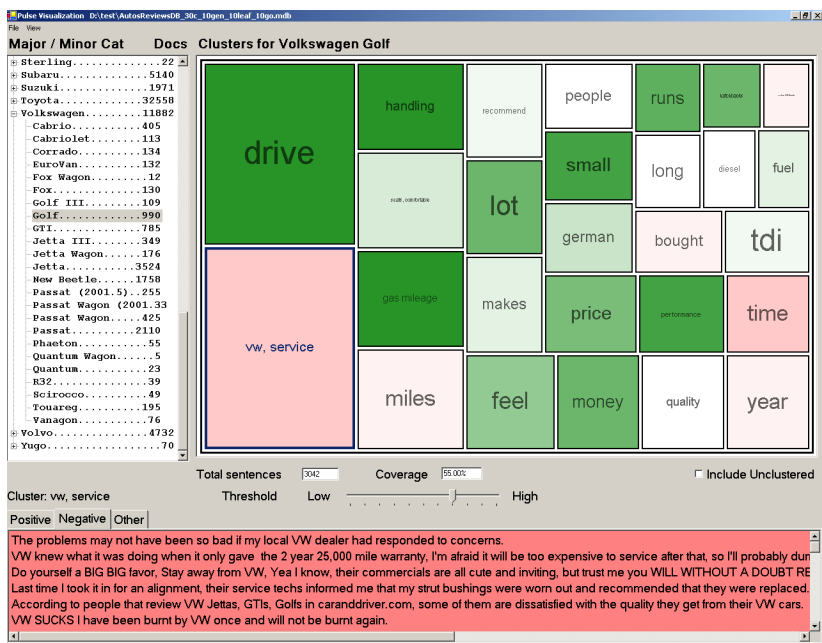 Pulse Visualization D:\test\AutosReviewsDB_30c_10gen_10leaf_10go.mdb
File View
Major / Minor Cat Docs Clusters for Volkswagen Golf
Sterling..............22
Subaru..............5140
Suzuki..............1971
Toyota.............32558
Volkswagen.........11882
Cabrio..........405
Cabriolet.......113
Corrado.........134
EuroVan.........132
Fox Wagon........12
Fox.............130
Golf III........109
Golf............990
GTI.............785
Jetta III.......349
Jetta Wagon.....176
Jetta..........3524
New Beetle.....1758
Passat (2001.5)..255
Passat Wagon (2001.33
Passat Wagon....425
Passat.........2110
Phaeton..........55
Quantum Wagon.....5
Quantum..........23
R32..............39
Scirocco.........49
Touareg.........195
Vanagon..........76
Volvo..............4732
Yugo.................70
drive
handling
recommend
people
runs
small
long
diesel
fuel
seats, comfortable
lot
german
bought
tdi
vw, service
gas mileage
makes
price
performance
time
miles
feel
money
quality
year
Total sentences 3042 Coverage 55.00% Include Unclustered
Cluster: vw, service Threshold Low High
Positive Negative Other
The problems may not have been so bad if my local VW dealer had responded to concerns.
VW knew what it was doing when it only gave the 2 year 25,000 mile warranty, I'm afraid it will be too expensive to service after that, so I'll probably dun
Do yourself a BIG BIG favor, Stay away from VW, Yea I know, their commercials are all cute and inviting, but trust me you WILL WITHOUT A DOUBT RE
Last time I took it in for an alignment, their service techs informed me that my strut bushings were worn out and recommended that they were replaced.
According to people that review VW Jettas, GTIs, Golfs in caranddriver.com, some of them are dissatisfied with the quality they get from their VW cars.
VW SUCKS I have been burnt by VW once and will not be burnt again.